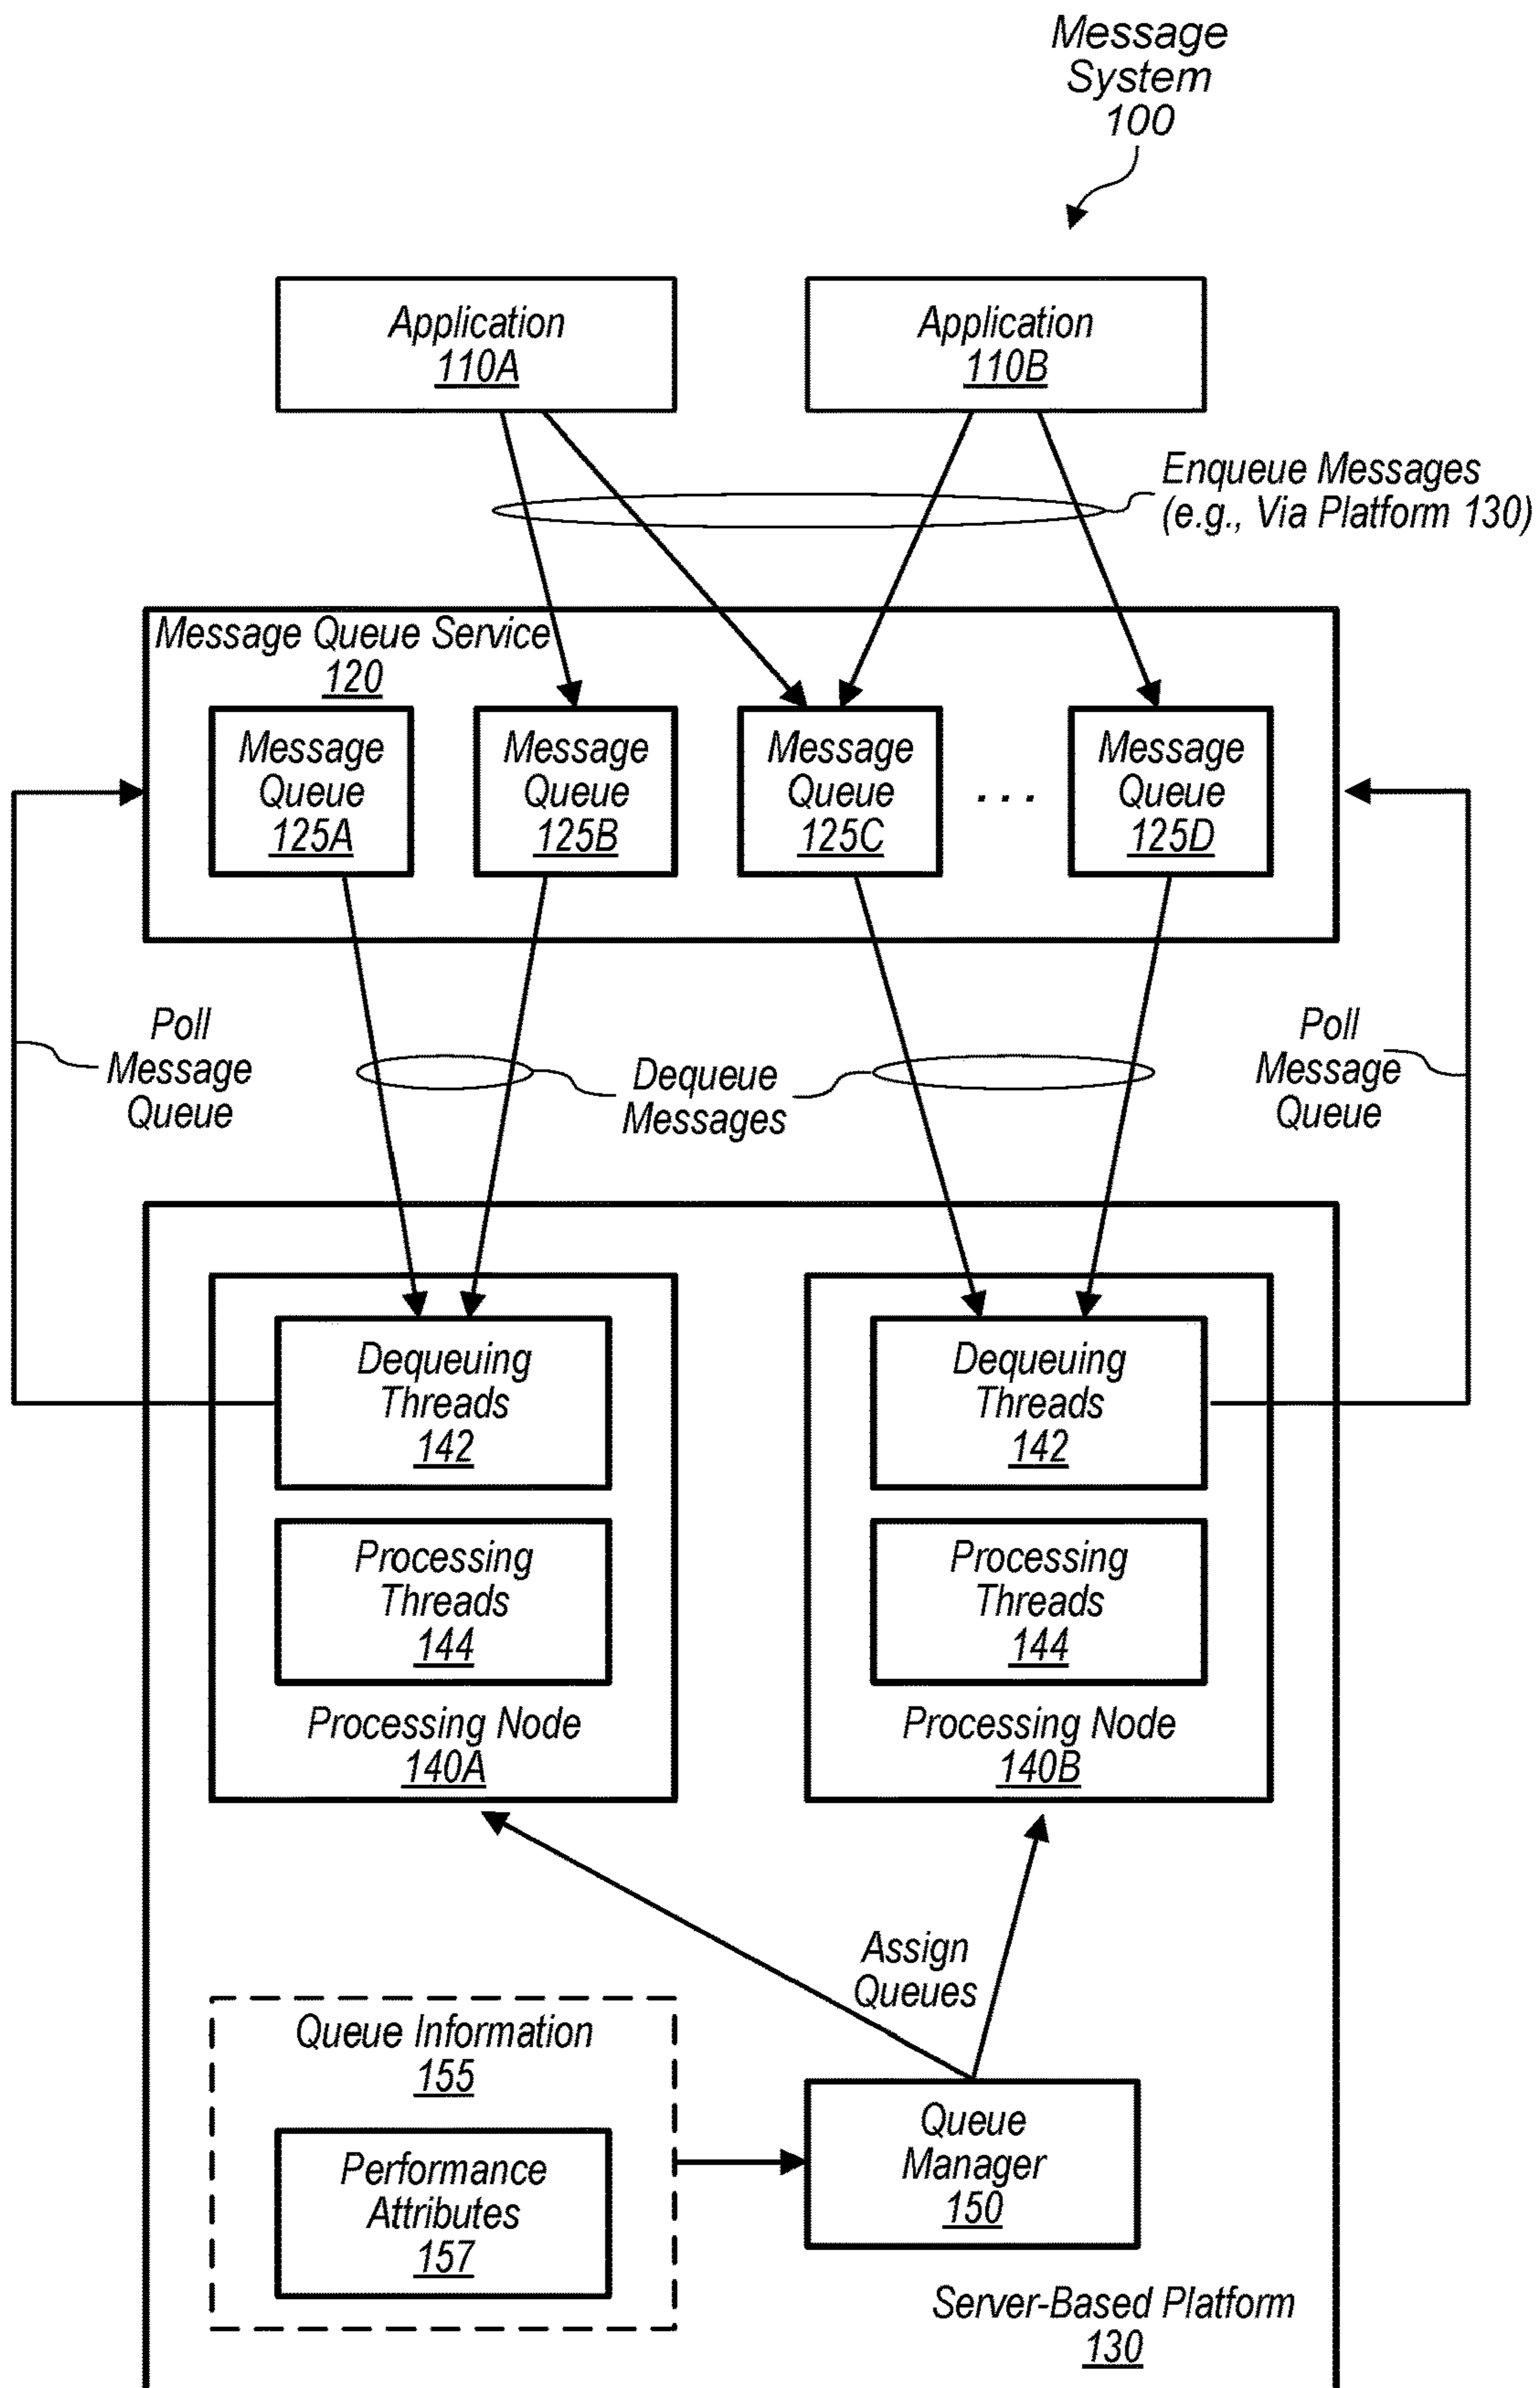 Message
System
100
Application
110A
Application
110B
Enqueue Messages
(e.g., Via Platform 130)
Message Queue Service
120
Message
Queue
125A
Message
Queue
125B
Message
Queue
125C
. . .
Message
Queue
125D
Poll
Message
Queue
Dequeue
Messages
Poll
Message
Queue
Dequeuing
Threads
142
Processing
Threads
144
Processing Node
140A
Dequeuing
Threads
142
Processing
Threads
144
Processing Node
140B
Assign
Queues
Queue Information
155
Performance
Attributes
157
Queue
Manager
150
Server-Based Platform
130